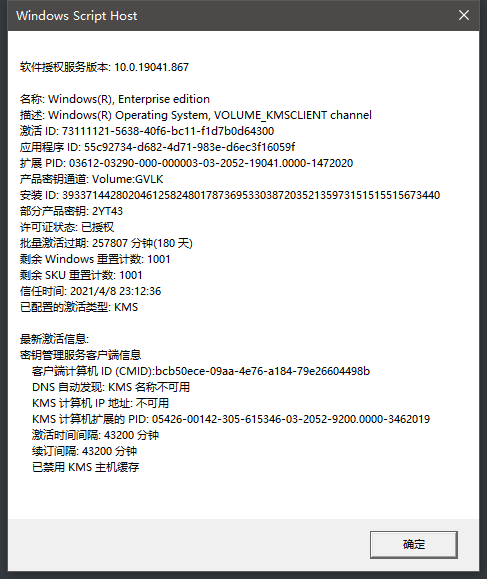 Windows Script Host
软件授权服务版本: 10.0.19041.867
名称: Windows(R), Enterprise edition
描述: Windows(R) Operating System, VOLUME_KMSCLIENT channel
激活 ID: 73111121-5638-40f6-bc11-f1d7b0d64300
应用程序 ID: 55c92734-d682-4d71-983e-d6ec3f16059f
扩展 PID: 03612-03290-000-000003-03-2052-19041.0000-1472020
产品密钥通道: Volume:GVLK
安装 ID: 393371442802046125824801787369533038720352135973151515515673440
部分产品密钥: 2YT43
许可证状态: 已授权
批量激活过期: 257807 分钟(180 天)
剩余 Windows 重置计数: 1001
剩余 SKU 重置计数: 1001
信任时间: 2021/4/8 23:12:36
已配置的激活类型: KMS
最新激活信息:
密钥管理服务客户端信息
客户端计算机 ID (CMID):bcb50ece-09aa-4e76-a184-79e26604498b
DNS 自动发现: KMS 名称不可用
KMS 计算机 IP 地址: 不可用
KMS 计算机扩展的 PID: 05426-00142-305-615346-03-2052-9200.0000-3462019
激活时间间隔: 43200 分钟
续订间隔: 43200 分钟
已禁用 KMS 主机缓存
确定